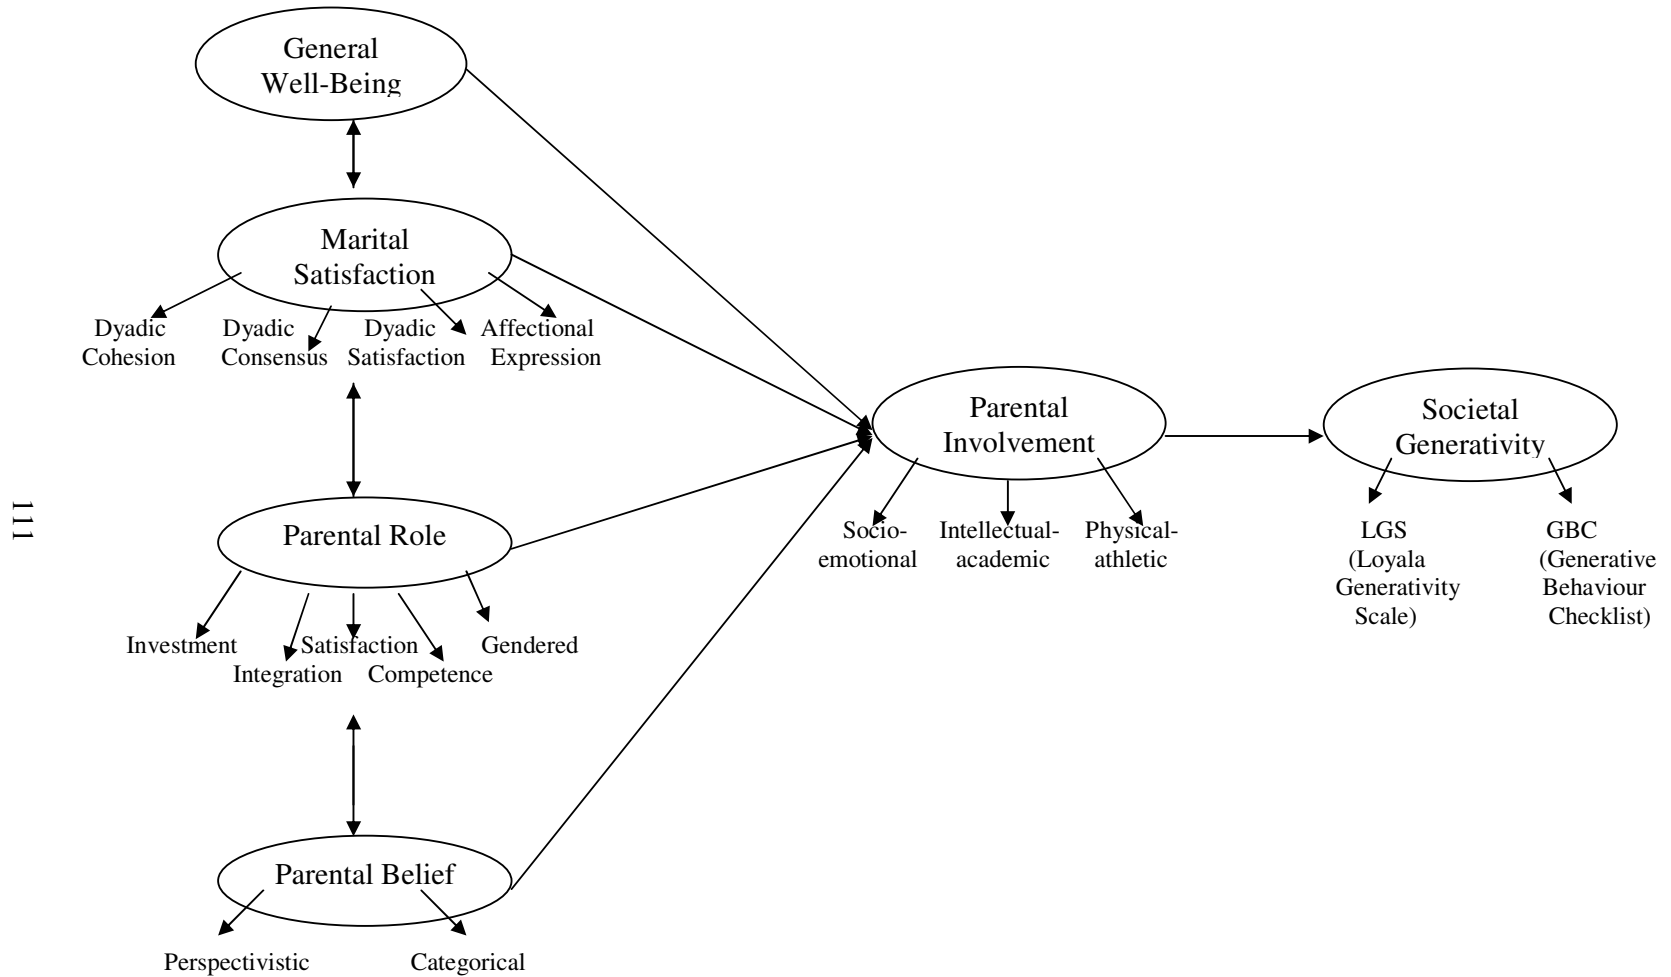 General
Well-Being
Marital
Satisfaction
Dyadic
Cohesion
Dyadic
Consensus
Dyadic
Satisfaction
Affectional
Expression
Parental
Involvement
Socio-
emotional
Intellectual-
academic
Physical-
athletic
Societal
Generativity
LGS
(Loyala
Generativity
Scale)
GBC
(Generative
Behaviour
Checklist)
111
Parental Role
Investment
Integration
Satisfaction
Competence
Gendered
Parental Belief
Perspectivistic
Categorical